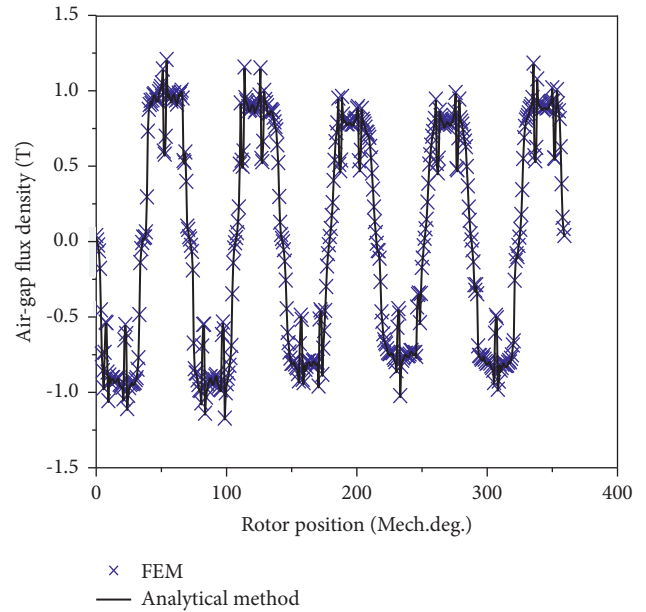 1.5
1.0
0.5
0.0
-0.5
-1.0
-1.5
Air-gap flux density (T)
0 100 200 300 400
Rotor position (Mech.deg.)
FEM
Analytical method